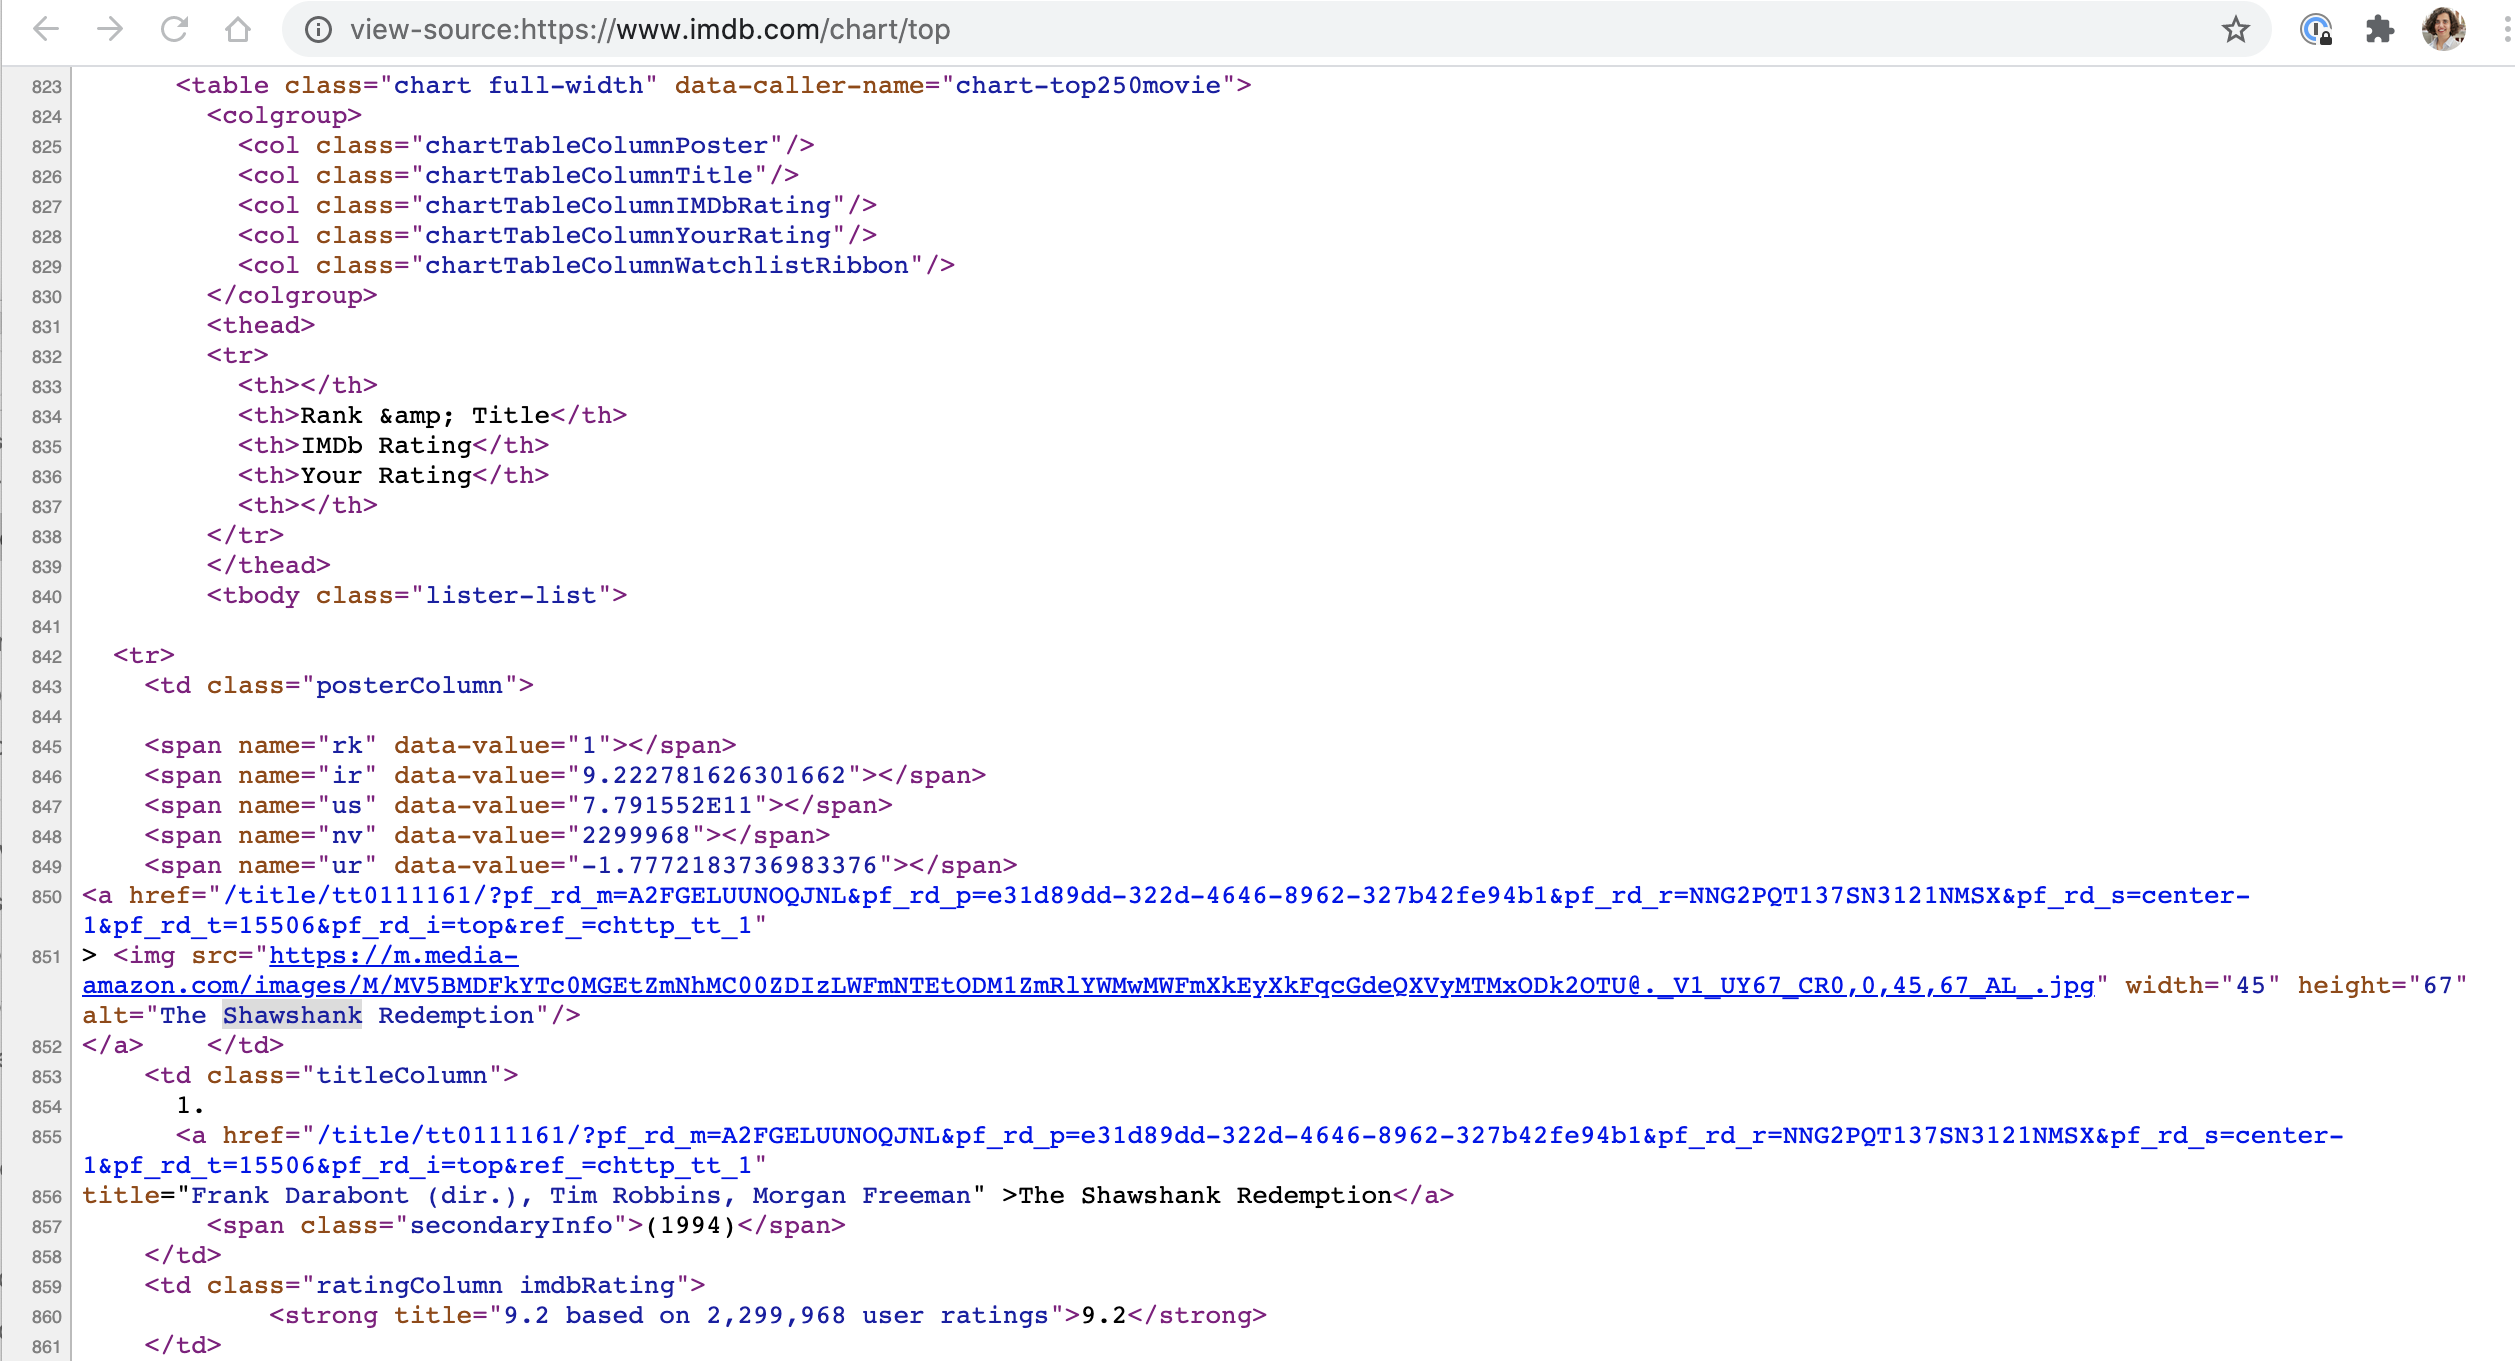 view-source:https://www.imdb.com/chart/top
823 <table class="chart full-width" data-caller-name="chart-top250movie">
824 <colgroup>
825 <col class="chartTableColumnPoster"/>
826 <col class="chartTableColumnTitle"/>
827 <col class="chartTableColumnIMDbRating"/>
828 <col class="chartTableColumnYourRating"/>
829 <col class="chartTableColumnWatchlistRibbon"/>
830 </colgroup>
831 <thead>
832 <tr>
833 <th></th>
834 <th>Rank &amp; Title</th>
835 <th>IMDb Rating</th>
836 <th>Your Rating</th>
837 <th></th>
838 </tr>
839 </thead>
840 <tbody class="lister-list">
841
842 <tr>
843 <td class="posterColumn">
844
845 <span name="rk" data-value="1"></span>
846 <span name="ir" data-value="9.222781626301662"></span>
847 <span name="us" data-value="7.791552E11"></span>
848 <span name="nv" data-value="2299968"></span>
849 <span name="ur" data-value="-1.7772183736983376"></span>
850 <a href="/title/tt0111161/?pf_rd_m=A2FGELUUNOQJNL&pf_rd_p=e31d89dd-322d-4646-8962-327b42fe94b1&pf_rd_r=NNG2PQT137SN3121NMSX&pf_rd_s=center-
1&pf_rd_t=15506&pf_rd_i=top&ref_=chttp_tt_1"
851 > <img src="https://m.media-
amazon.com/images/M/MV5BMDFkYTc0MGEtZmNhMC00ZDIzLWFmNTEtODM1ZmRlYWMwMWFmXkEyXkFqcGdeQXVyMTMxODk2OTU@._V1_UY67_CR0,0,45,67_AL_.jpg" width="45" height="67"
alt="The Shawshank Redemption"/>
852 </a> </td>
853 <td class="titleColumn">
854 1.
855 <a href="/title/tt0111161/?pf_rd_m=A2FGELUUNOQJNL&pf_rd_p=e31d89dd-322d-4646-8962-327b42fe94b1&pf_rd_r=NNG2PQT137SN3121NMSX&pf_rd_s=center-
1&pf_rd_t=15506&pf_rd_i=top&ref_=chttp_tt_1"
856 title="Frank Darabont (dir.), Tim Robbins, Morgan Freeman" >The Shawshank Redemption</a>
857 <span class="secondaryInfo">(1994)</span>
858 </td>
859 <td class="ratingColumn imdbRating">
860 <strong title="9.2 based on 2,299,968 user ratings">9.2</strong>
861 </td>